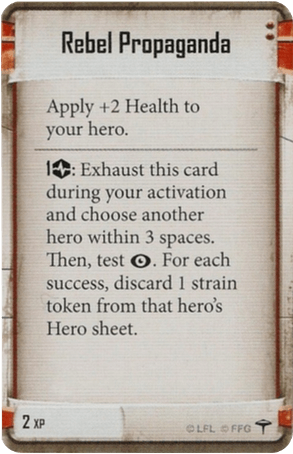 Rebel Propaganda
Apply +2 Health to
your hero.
1: Exhaust this card
during your activation
and choose another
hero within 3 spaces.
Then, test . For each
success, discard 1 strain
token from that hero's
Hero sheet.
2 XP
© LFL © FFG